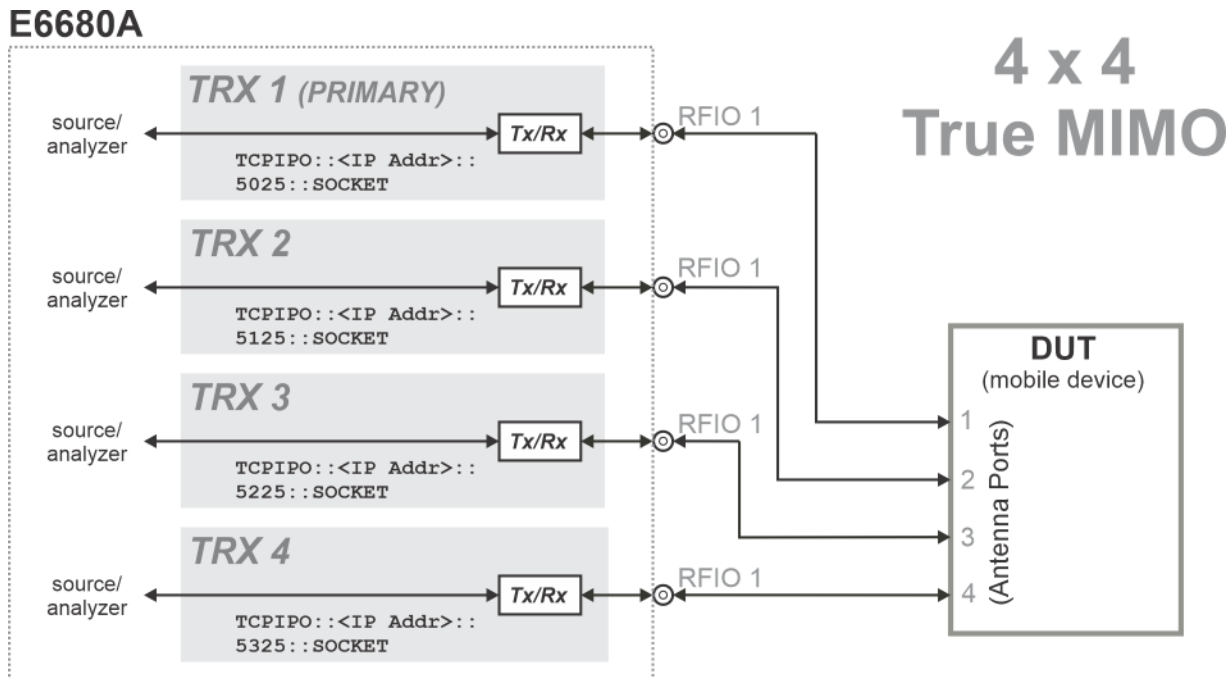 E6680A
4 x 4
True MIMO
TRX 1 (PRIMARY)
source/
analyzer
Tx/Rx
RFIO 1
TCPIPO::<IP Addr>::
5025::SOCKET
TRX 2
source/
analyzer
Tx/Rx
RFIO 1
TCPIPO::<IP Addr>::
5125::SOCKET
TRX 3
source/
analyzer
Tx/Rx
RFIO 1
TCPIPO::<IP Addr>::
5225::SOCKET
TRX 4
source/
analyzer
Tx/Rx
RFIO 1
TCPIPO::<IP Addr>::
5325::SOCKET
DUT
(mobile device)
1
2
3
4
(Antenna Ports)